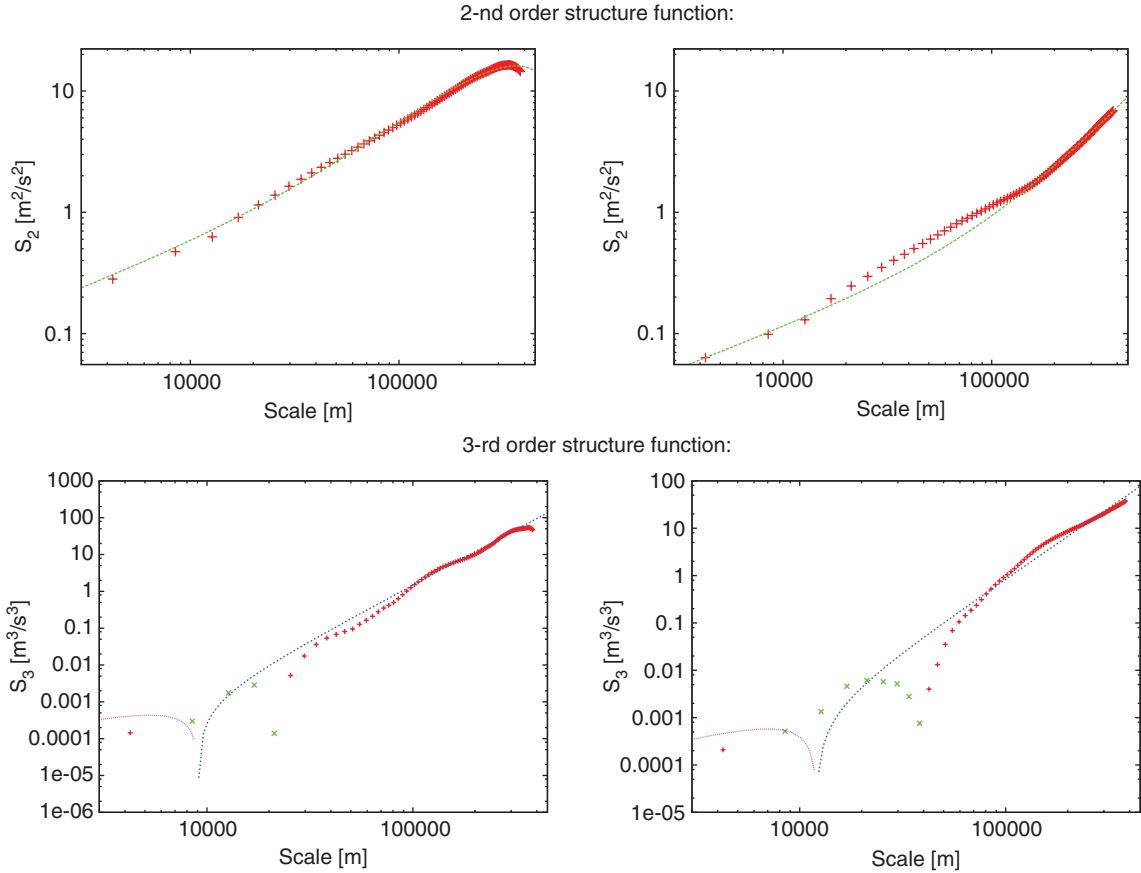 2-nd order structure function:
10
1
0.1
S2 [m²/s²]
10000 100000
Scale [m]
10
1
0.1
S2 [m²/s²]
10000 100000
Scale [m]
3-rd order structure function:
1000
100
10
1
0.1
0.01
0.001
0.0001
1e-05
1e-06
S3 [m³/s³]
10000 100000
Scale [m]
100
10
1
0.1
0.01
0.001
0.0001
1e-05
S3 [m³/s³]
10000 100000
Scale [m]